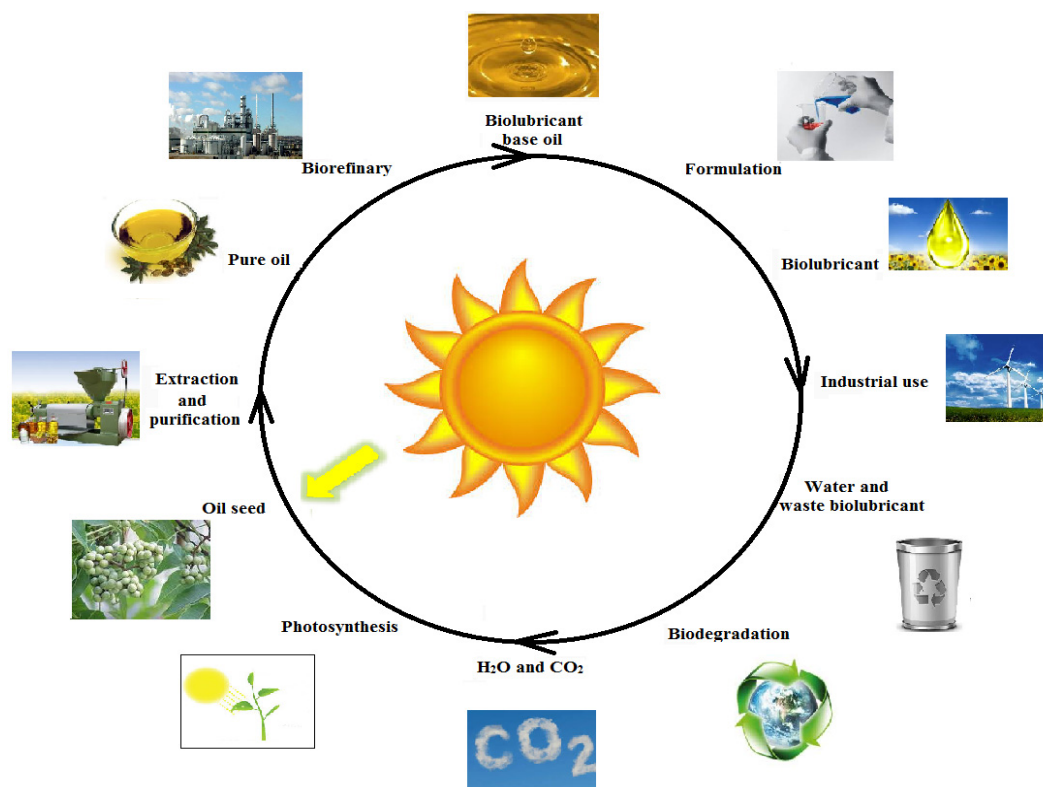 Biolubricant
base oil
Formulation
Biolubricant
Industrial use
Water and
waste biolubricant
Biodegradation
H₂O and CO₂
CO2
Photosynthesis
Oil seed
Extraction
and
purification
Pure oil
Biorefinary